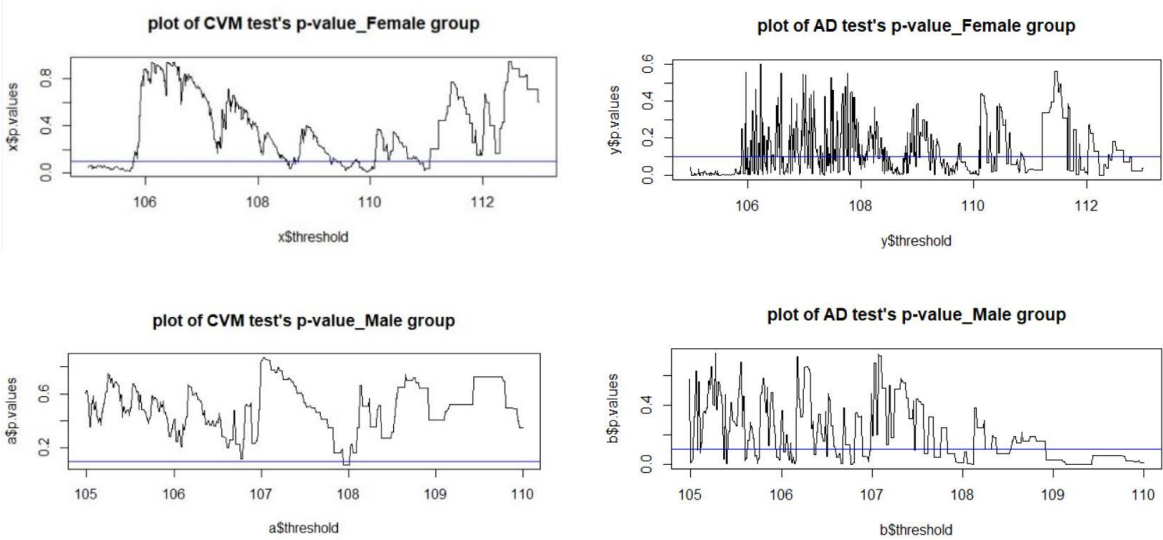 plot of CVM test's p-value_Female group
x$p.values
0.0 0.4 0.8
106 108 110 112
x$threshold
plot of AD test's p-value_Female group
y$p.values
0.0 0.2 0.4 0.6
106 108 110 112
y$threshold
plot of CVM test's p-value_Male group
a$p.values
0.2 0.6
105 106 107 108 109 110
a$threshold
plot of AD test's p-value_Male group
b$p.values
0.0 0.4
105 106 107 108 109 110
b$threshold